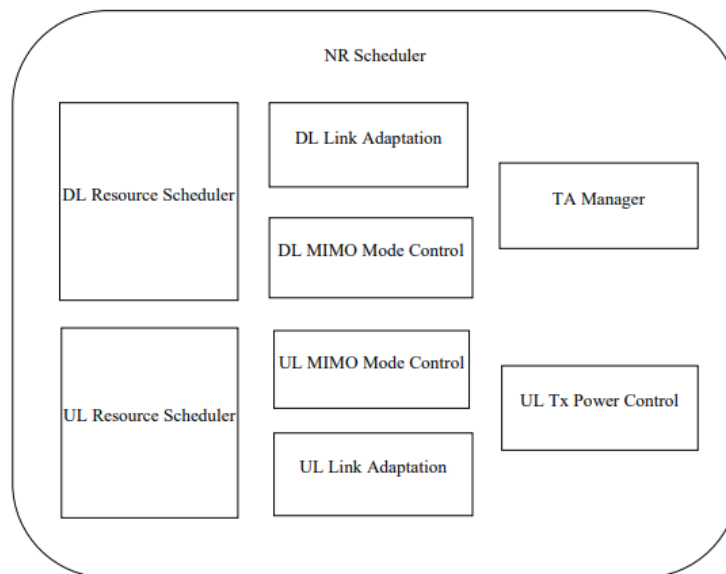 NR Scheduler
DL Resource Scheduler
DL Link Adaptation
TA Manager
DL MIMO Mode Control
UL Resource Scheduler
UL MIMO Mode Control
UL Tx Power Control
UL Link Adaptation